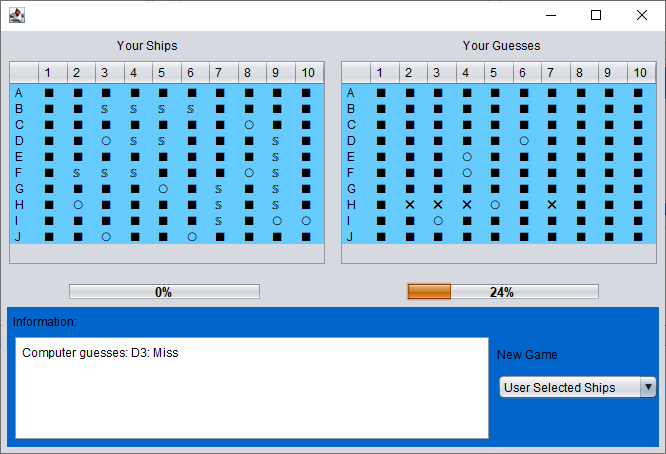 Your Ships Your Guesses
1 2 3 4 5 6 7 8 9 10 1 2 3 4 5 6 7 8 9 10
A ■ ■ ■ ■ ■ ■ ■ ■ ■ ■ A ■ ■ ■ ■ ■ ■ ■ ■ ■ ■
B ■ ■ S S S S ■ ■ ■ ■ B ■ ■ ■ ■ ■ ■ ■ ■ ■ ■
C ■ ■ ■ ■ ■ ■ ■ ○ ■ ■ C ■ ■ ■ ■ ■ ■ ■ ■ ■ ■
D ■ ■ ○ S S ■ ■ ■ S ■ D ■ ■ ■ ■ ■ ○ ■ ■ ■ ■
E ■ ■ ■ ■ ■ ■ ■ ■ S ■ E ■ ■ ■ ○ ■ ■ ■ ■ ■ ■
F ■ S S S ■ ■ ■ ○ S ■ F ■ ■ ■ ○ ■ ■ ■ ■ ■ ■
G ■ ■ ■ ■ ○ ■ S ■ S ■ G ■ ■ ■ ■ ■ ■ ■ ■ ■ ■
H ■ ○ ■ ■ ■ ■ S ■ S ■ H ■ ✕ ✕ ✕ ○ ■ ✕ ■ ■ ■
I ■ ■ ■ ■ ■ ■ S ■ ○ ○ I ■ ■ ○ ■ ■ ■ ■ ■ ■ ■
J ■ ■ ○ ■ ■ ○ ■ ■ ■ ■ J ■ ■ ■ ■ ■ ■ ■ ■ ■ ■
0% 24%
Information:
Computer guesses: D3: Miss
New Game
User Selected Ships